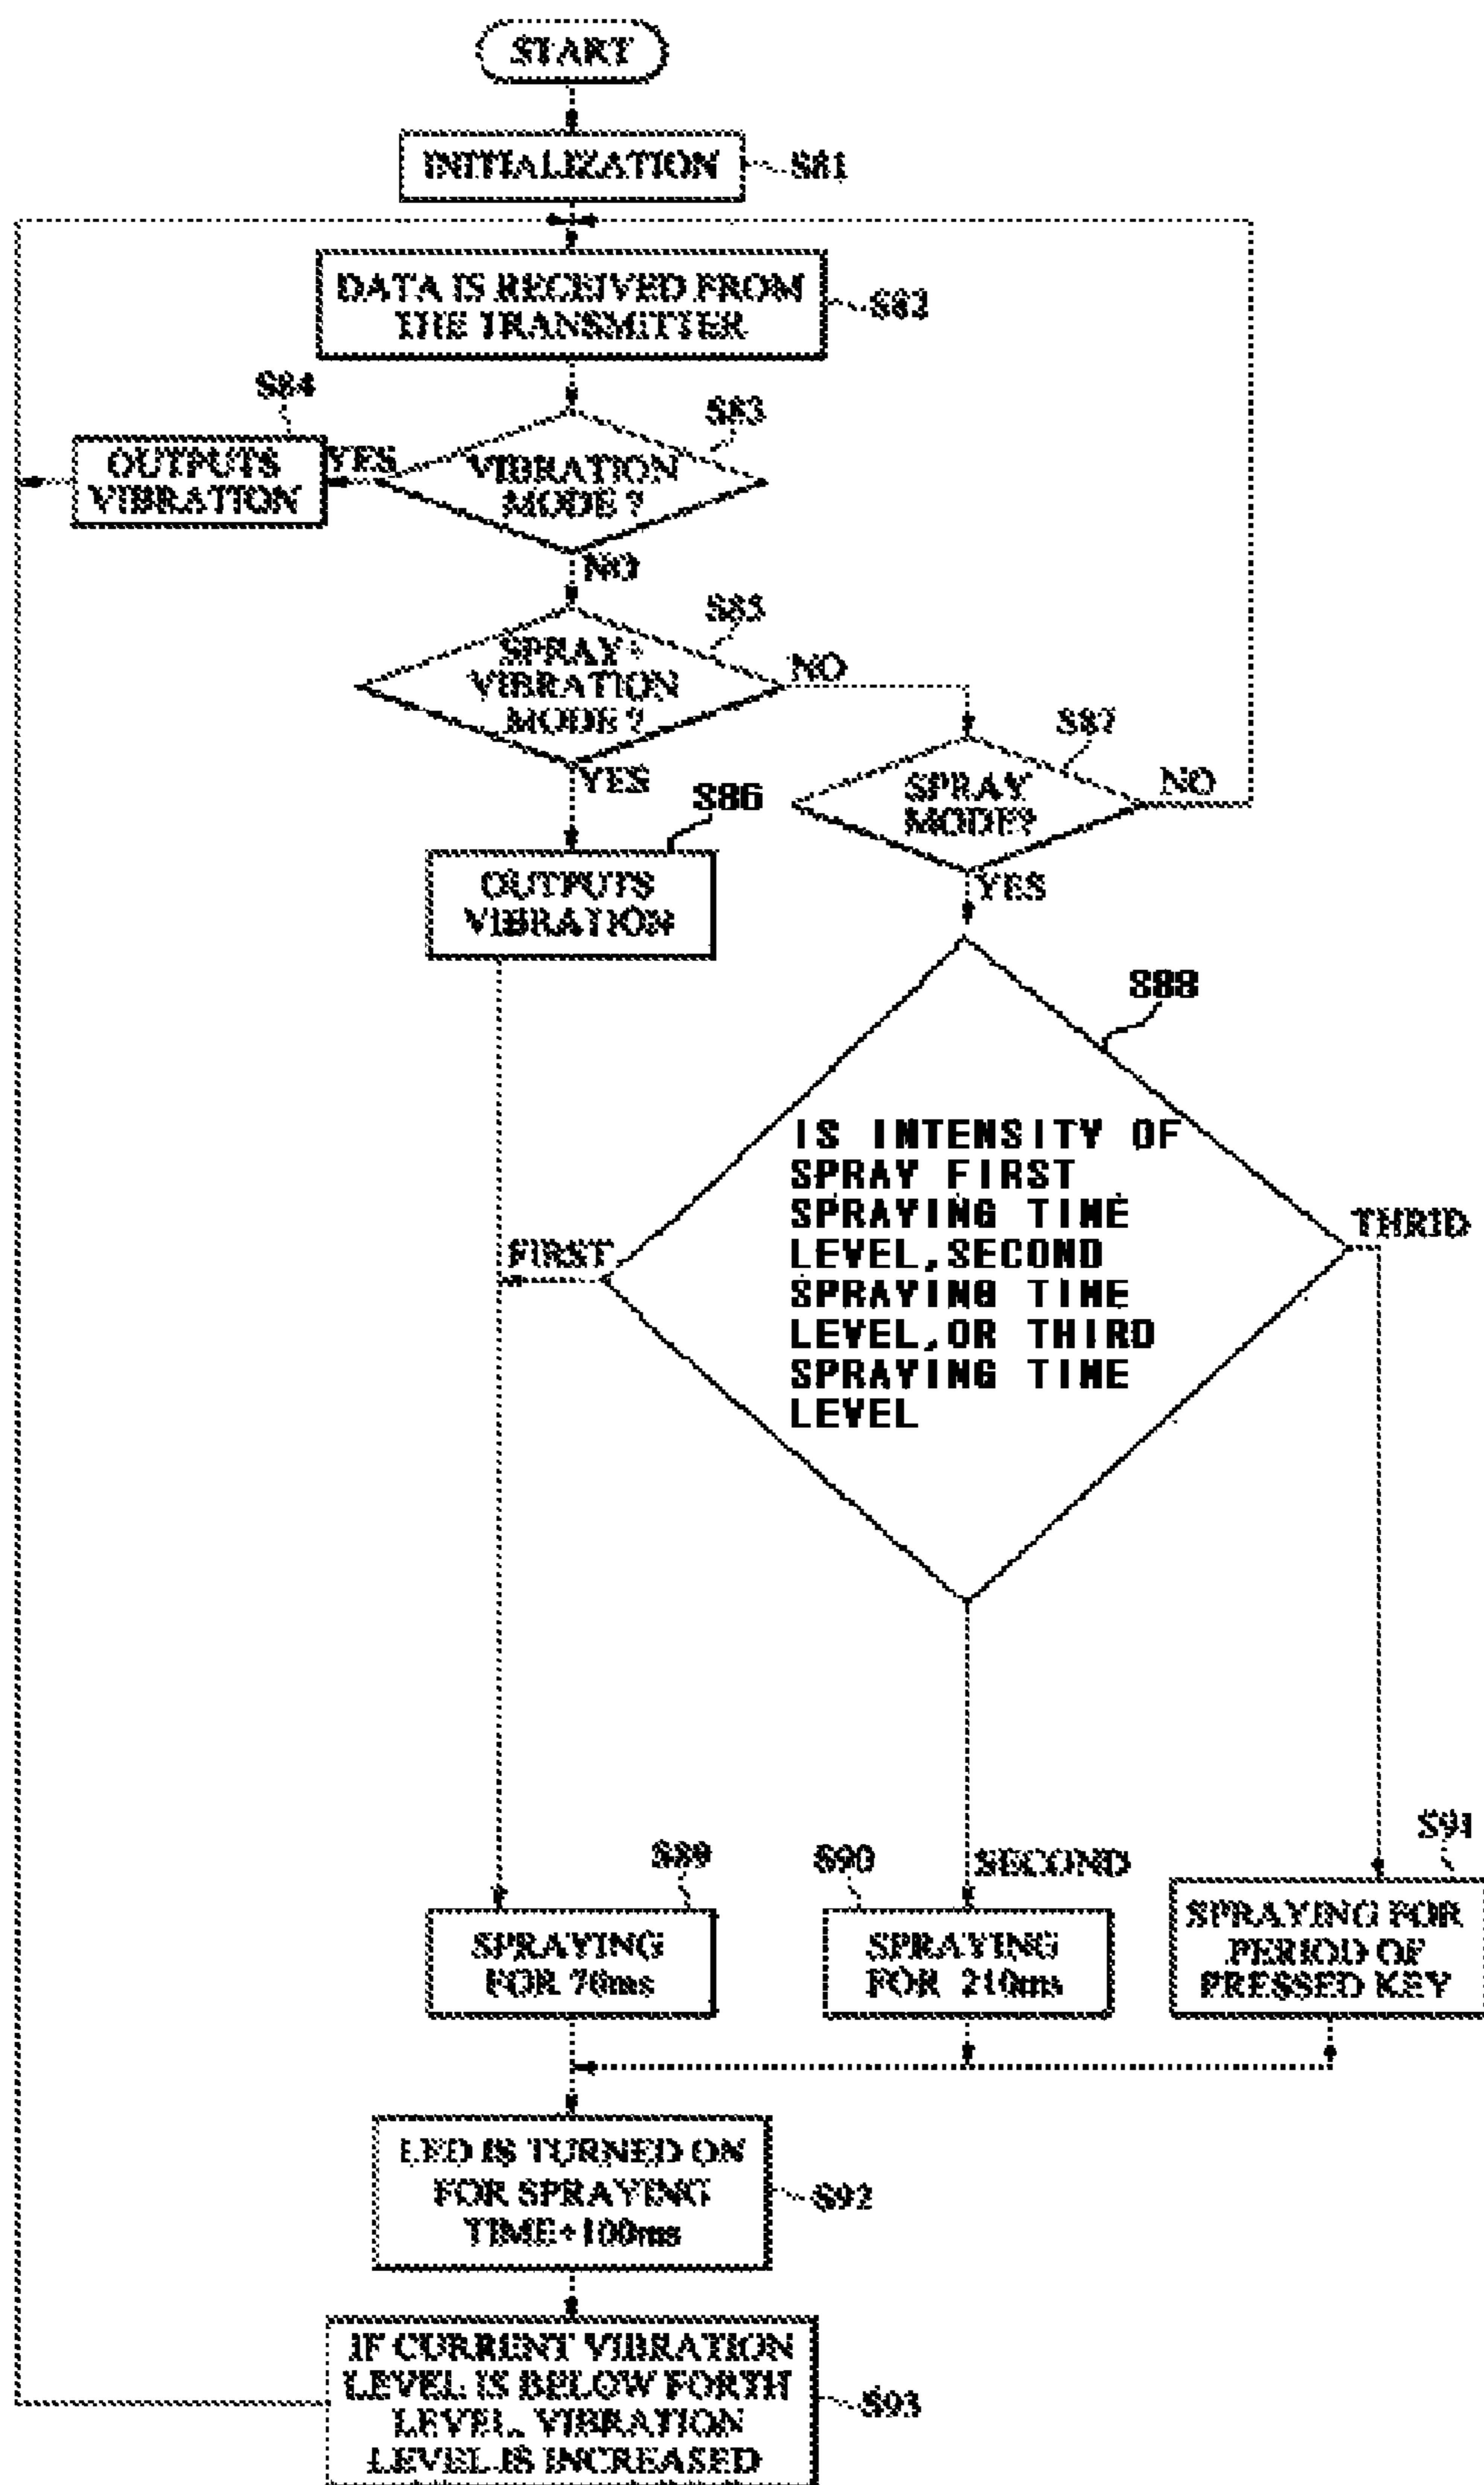 START
INITIALIZATION
S81
DATA IS RECEIVED FROM
THE TRANSMITTER
S82
S84
OUTPUTS
VIBRATION
YES
S83
VIBRATION
MODE ?
NO
S85
SPRAY+
VIBRATION
MODE ?
NO
YES
S87
SPRAY
MODE?
NO
YES
S86
OUTPUTS
VIBRATION
S88
IS INTENSITY OF
SPRAY FIRST
SPRAYING TIME
LEVEL,SECOND
SPRAYING TIME
LEVEL,OR THIRD
SPRAYING TIME
LEVEL
FIRST
THRID
SECOND
S89
SPRAYING
FOR 70ms
S90
SPRAYING
FOR 210ms
S91
SPRAYING FOR
PERIOD OF
PRESSED KEY
LED IS TURNED ON
FOR SPRAYING
TIME+100ms
S92
IF CURRENT VIBRATION
LEVEL IS BELOW FORTH
LEVEL, VIBRATION
LEVEL IS INCREASED
S93